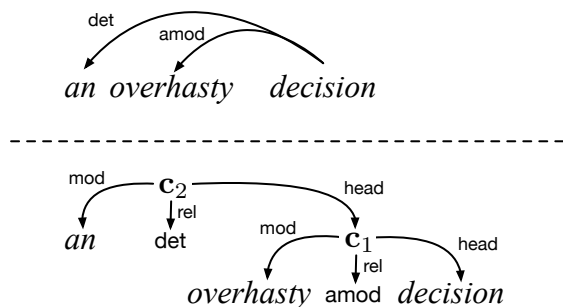 det
amod
an overhasty decision
mod c₂ head
rel
an det mod c₁ head
rel
overhasty amod decision